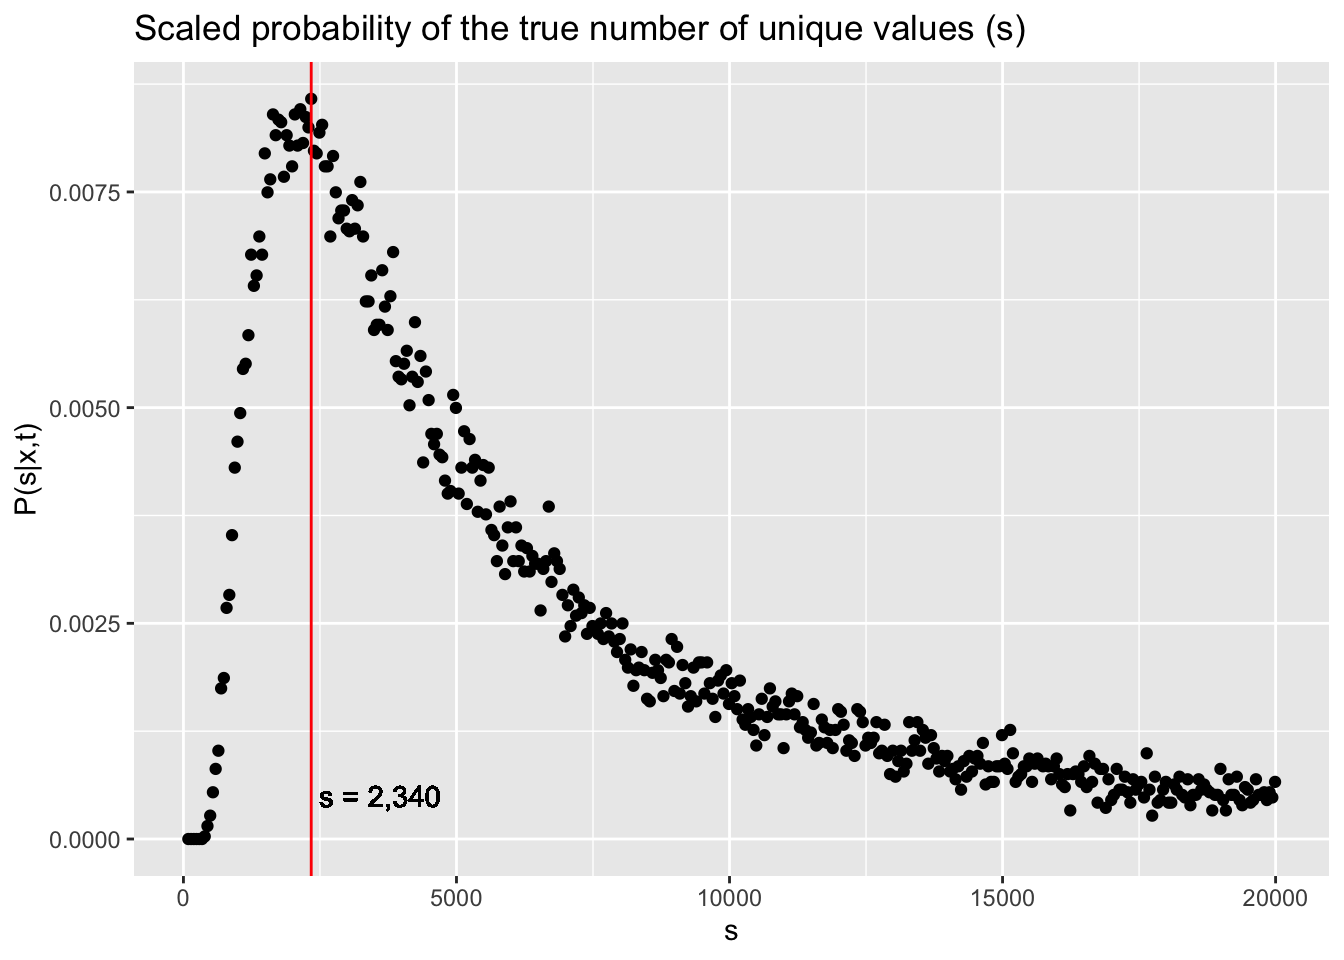 Scaled probability of the true number of unique values (s)
P(s|x,t)
0.0075
0.0050
0.0025
0.0000
s = 2,340
0
5000
10000
15000
20000
s